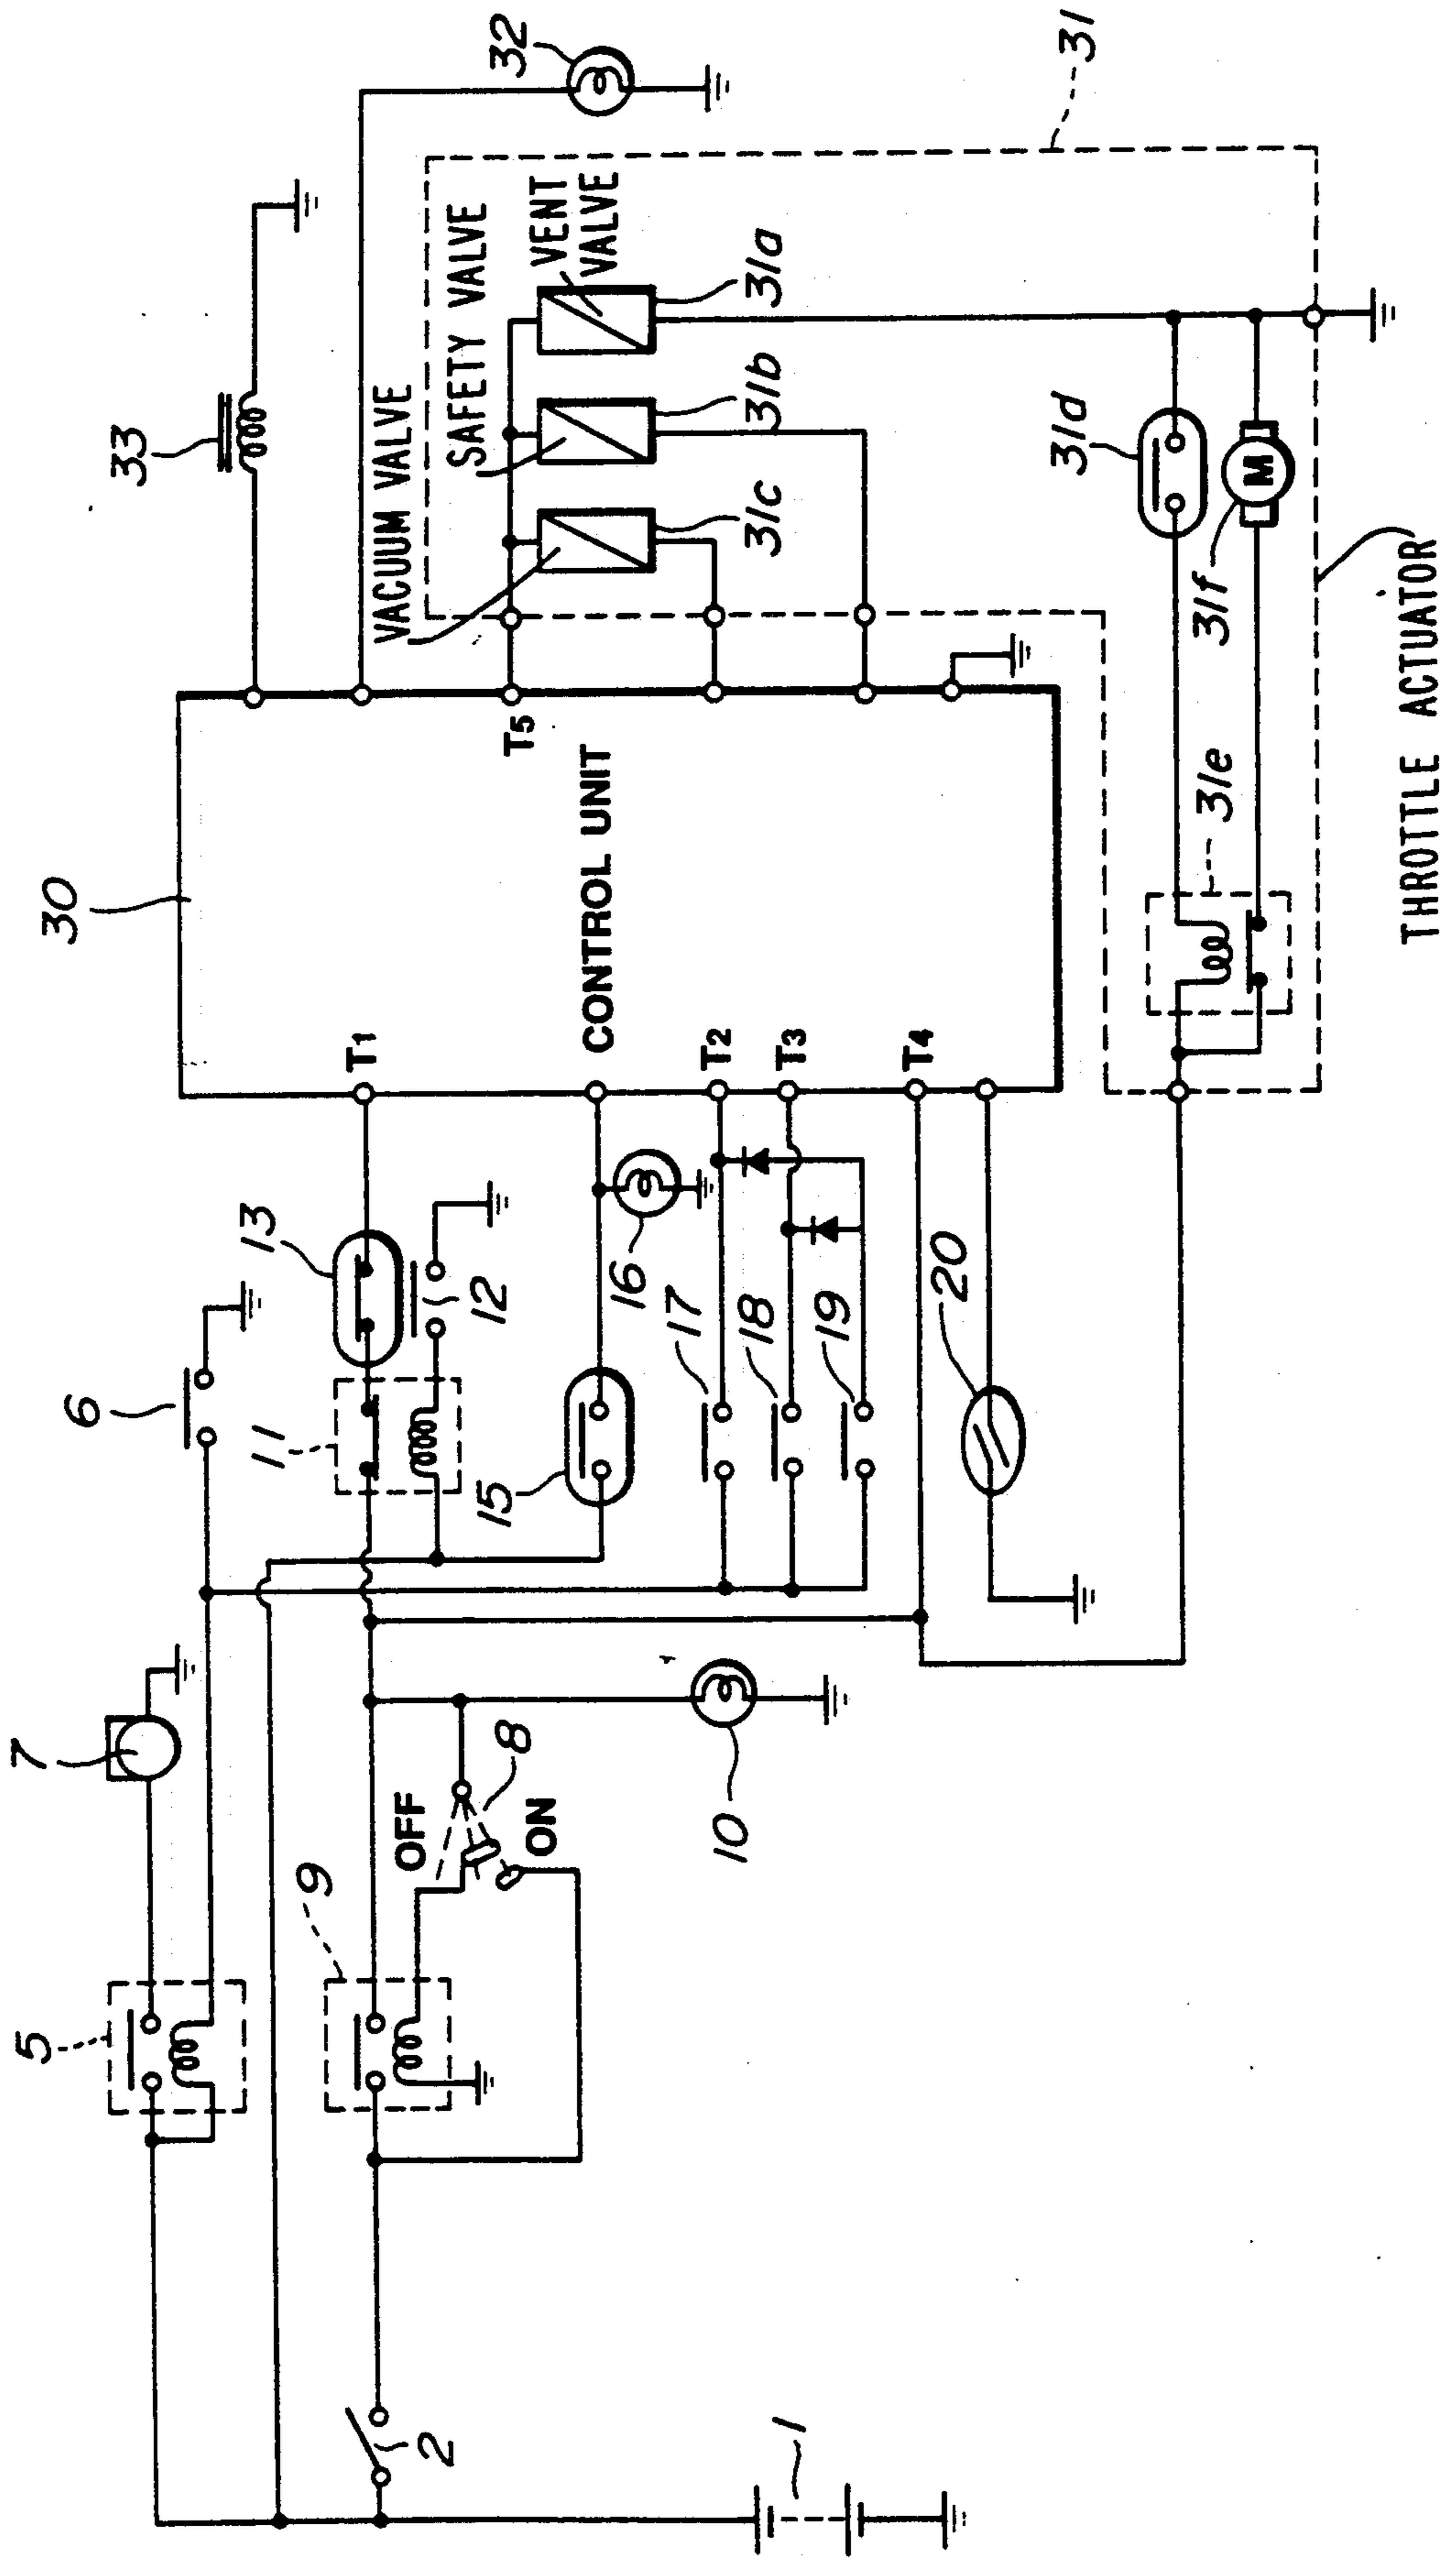 33
32
30
VACUUM VALVE
SAFETY VALVE
VENT
VALVE
31c
31b
31a
31
T5
CONTROL UNIT
T1
T2
T3
T4
31d
31f
31e
THROTTLE ACTUATOR
6
13
11
12
15
16
17
18
19
20
7
5
9
OFF
8
ON
10
2
1